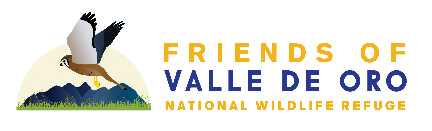 FRIENDS OF
VALLE DE ORO
NATIONAL WILDLIFE REFUGE